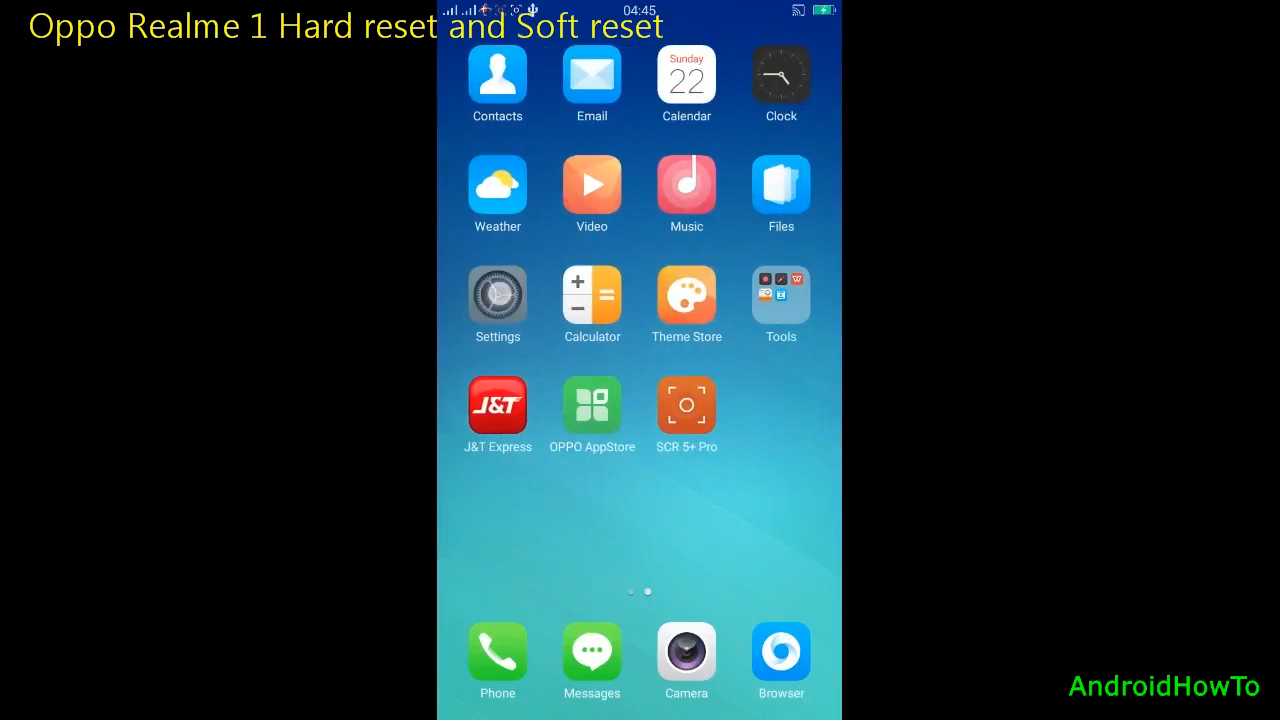 Oppo Realme 1 Hard reset and Soft reset
04:45
Sunday
22
Contacts
Email
Calendar
Clock
Weather
Video
Music
Files
Settings
Calculator
Theme Store
Tools
J&T
J&T Express
OPPO AppStore
SCR 5+ Pro
Phone
Messages
Camera
Browser
AndroidHowTo